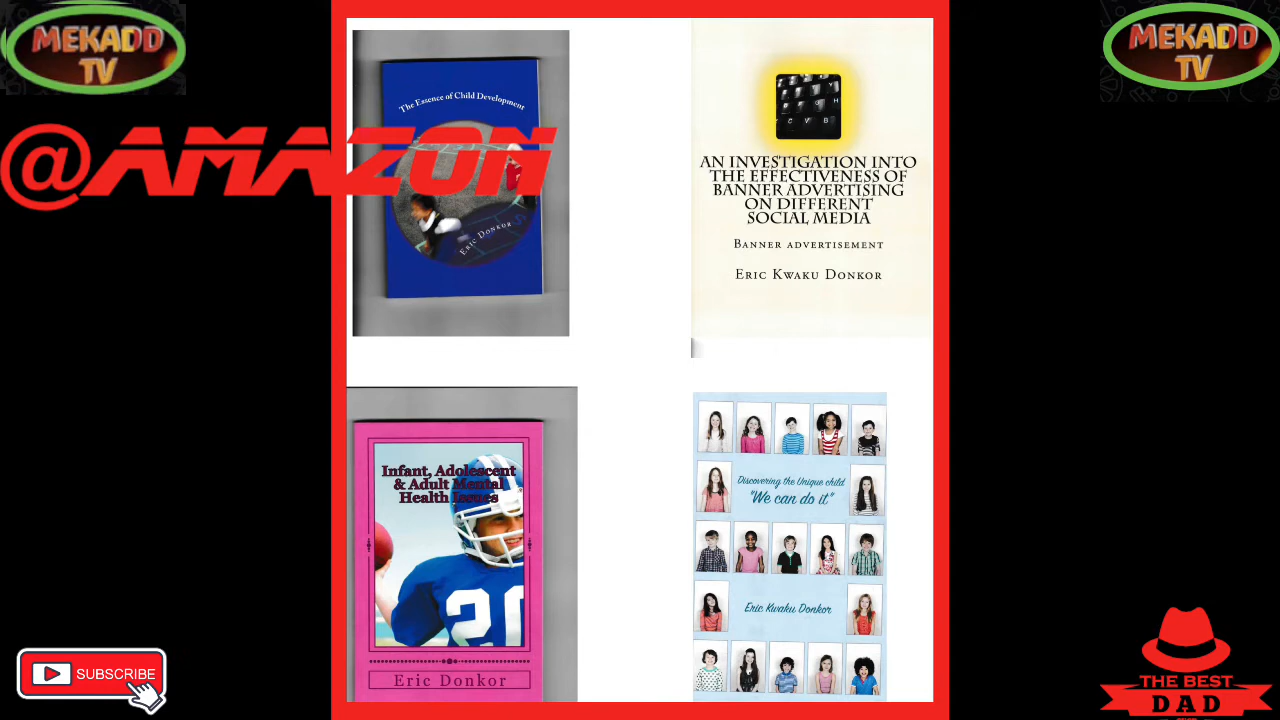 MEKADD
TV
MEKADD
TV
@AMAZON
The Essence of Child Development
Eric Donkor
AN INVESTIGATION INTO
THE EFFECTIVENESS OF
BANNER ADVERTISING
ON DIFFERENT
SOCIAL MEDIA
Banner advertisement
Eric Kwaku Donkor
Infant, Adolescent
& Adult Mental
Health Issues
20
Eric Donkor
Discovering the Unique child
"We can do it"
Eric Kwaku Donkor
SUBSCRIBE
THE BEST
DAD